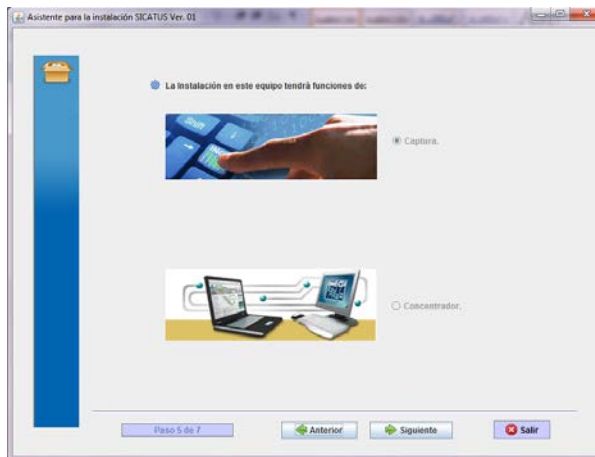 Asistente para la instalación SICATUS Ver. 01
La Instalación en este equipo tendrá funciones de:
Shift
Captura.
Concentrador.
Paso 5 de 7
Anterior
Siguiente
Salir